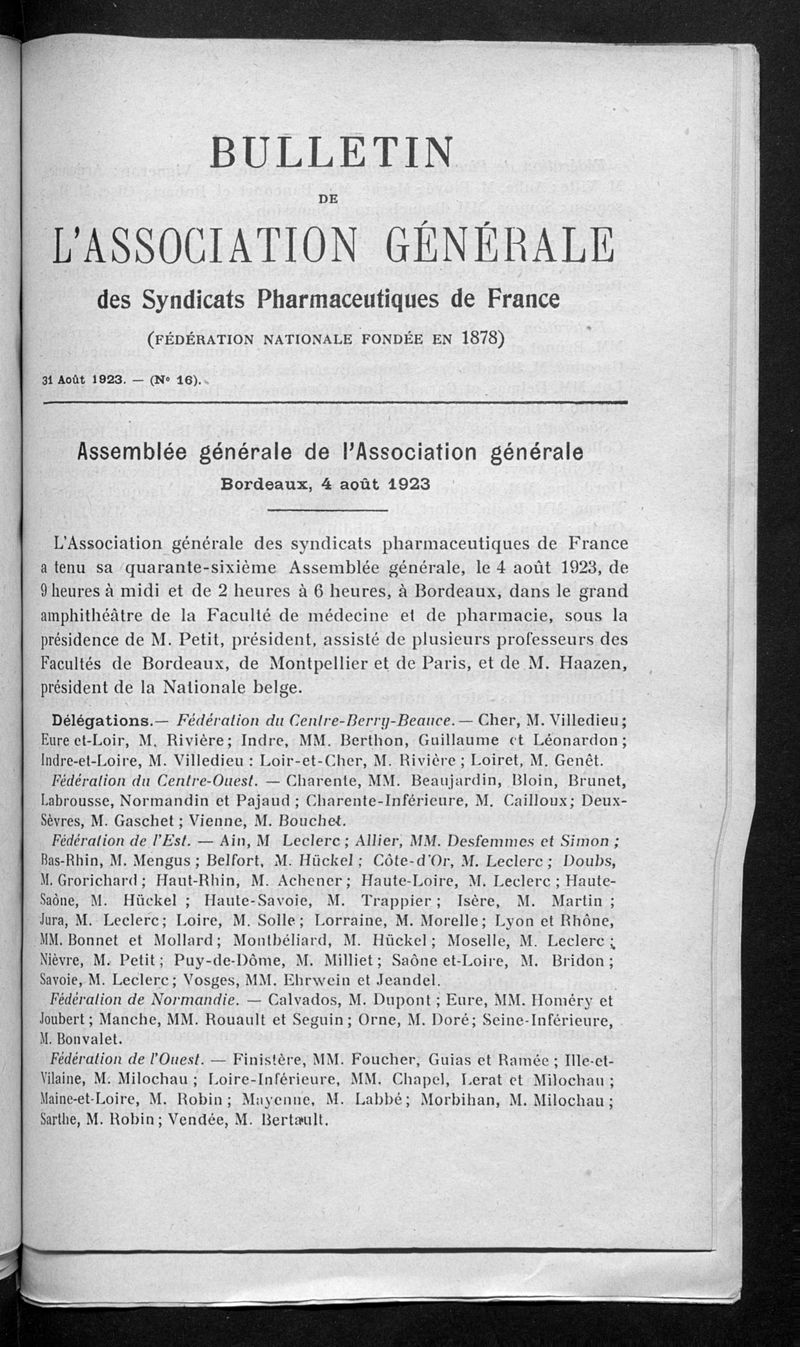 BULLETIN
DE
L'ASSOCIATION GÉNÉRALE
des Syndicats Pharmaceutiques de France
(FÉDÉRATION NATIONALE FONDÉE EN 1878)
31 Août 1923. — (N° 16).
Assemblée générale de l'Association générale
Bordeaux, 4 août 1923
L'Association générale des syndicats pharmaceutiques de France
a tenu sa quarante-sixième Assemblée générale, le 4 août 1923, de
9 heures à midi et de 2 heures à 6 heures, à Bordeaux, dans le grand
amphithéâtre de la Faculté de médecine et de pharmacie, sous la
présidence de M. Petit, président, assisté de plusieurs professeurs des
Facultés de Bordeaux, de Montpellier et de Paris, et de M. Haazen,
président de la Nationale belge.
Délégations.— Fédération du Centre-Berry-Beauce. — Cher, M. Villedieu ;
Eure et-Loir, M. Rivière ; Indre, MM. Berthon, Guillaume et Léonardon ;
Indre-et-Loire, M. Villedieu : Loir-et-Cher, M. Rivière ; Loiret, M. Genêt.
Fédération du Centre-Ouest. — Charente, MM. Beaujardin, Bloin, Brunet,
Labrousse, Normandin et Pajaud ; Charente-Inférieure, M. Cailloux ; Deux-
Sèvres, M. Gaschet ; Vienne, M. Bouchet.
Fédération de l'Est. — Ain, M Leclerc ; Allier, MM. Desfemmes et Simon ;
Bas-Rhin, M. Mengus ; Belfort, M. Hückel ; Côte-d'Or, M. Leclerc ; Doubs,
M. Grorichard ; Haut-Rhin, M. Achener ; Haute-Loire, M. Leclerc ; Haute-
Saône, M. Hückel ; Haute-Savoie, M. Trappier ; Isère, M. Martin ;
Jura, M. Leclerc ; Loire, M. Solle ; Lorraine, M. Morelle ; Lyon et Rhône,
MM. Bonnet et Mollard ; Montbéliard, M. Hückel ; Moselle, M. Leclerc ;
Nièvre, M. Petit ; Puy-de-Dôme, M. Milliet ; Saône et-Loire, M. Bridon ;
Savoie, M. Leclerc ; Vosges, MM. Ehrwein et Jeandel.
Fédération de Normandie. — Calvados, M. Dupont ; Eure, MM. Homéry et
Joubert ; Manche, MM. Rouault et Seguin ; Orne, M. Doré ; Seine-Inférieure,
M. Bonvalet.
Fédération de l'Ouest. — Finistère, MM. Foucher, Guias et Ramée ; Ille-et-
Vilaine, M. Milochau ; Loire-Inférieure, MM. Chapel, Lerat et Milochau ;
Maine-et-Loire, M. Robin ; Mayenne, M. Labbé ; Morbihan, M. Milochau ;
Sarthe, M. Robin ; Vendée, M. Bertault.